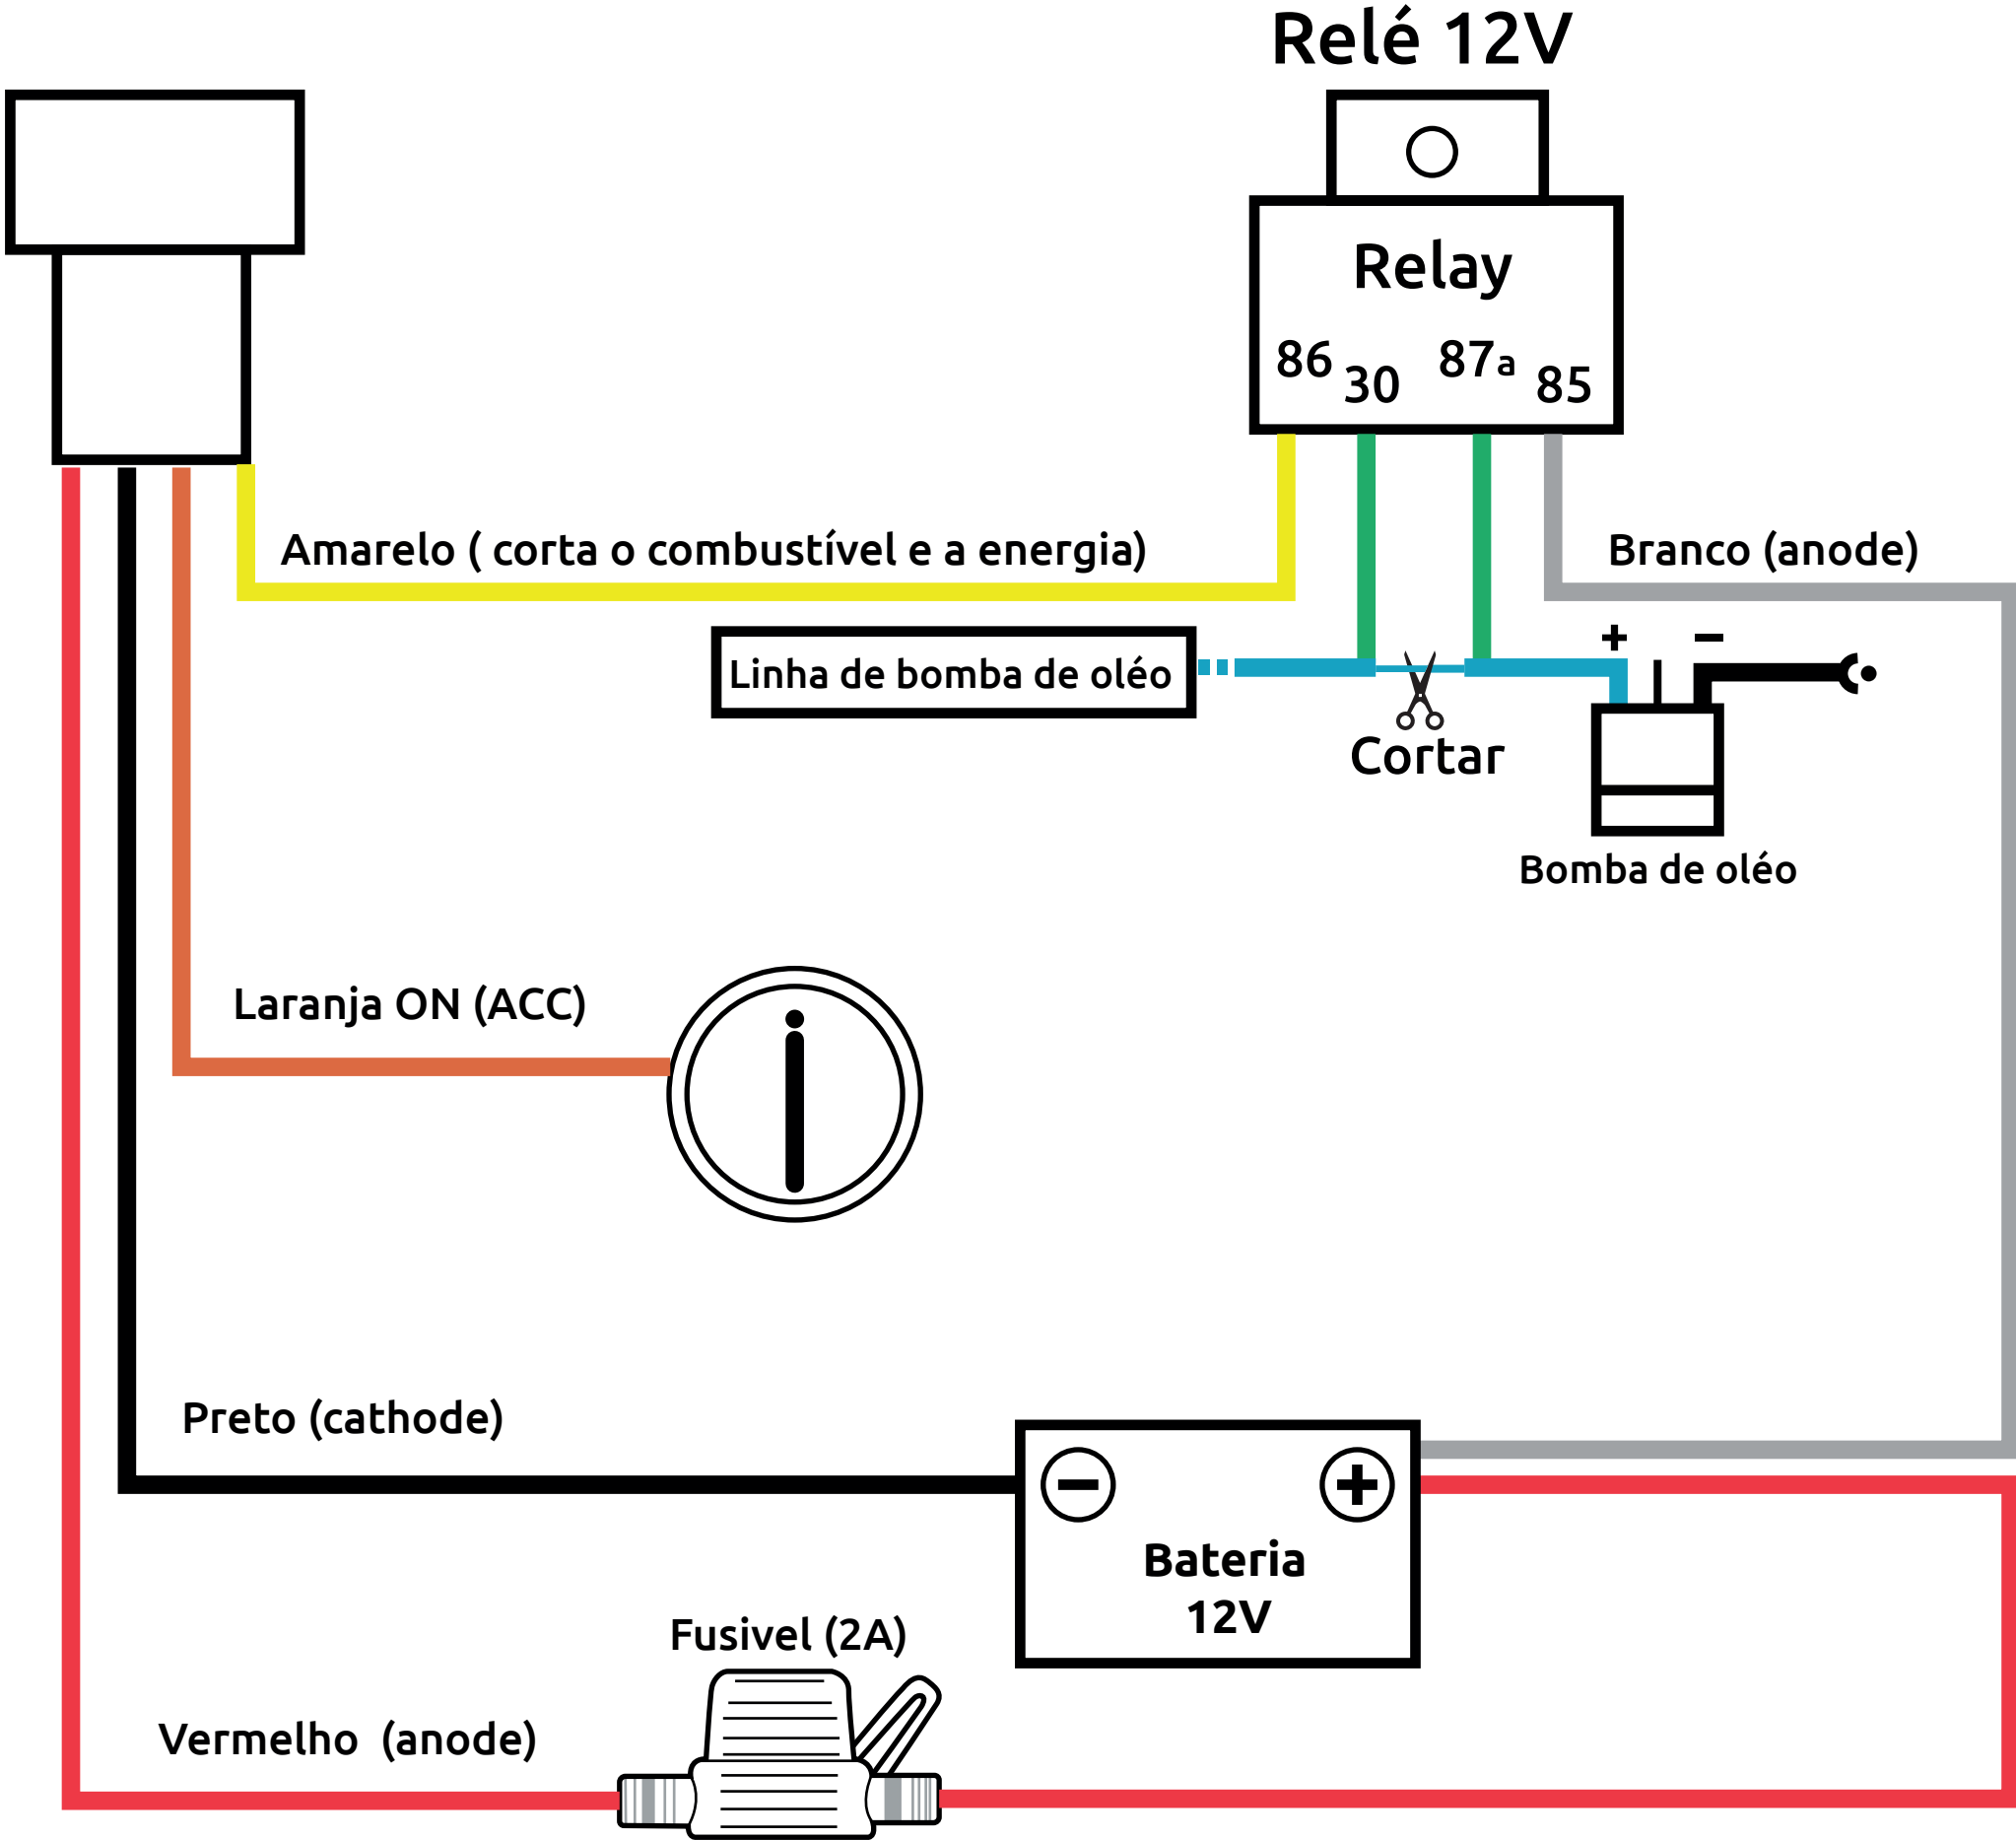 Relé 12V
Relay
86
30
87a
85
Amarelo ( corta o combustível e a energia)
Branco (anode)
+
−
Linha de bomba de oléo
Cortar
Bomba de oléo
Laranja ON (ACC)
Preto (cathode)
−
+
Bateria
12V
Fusivel (2A)
Vermelho (anode)